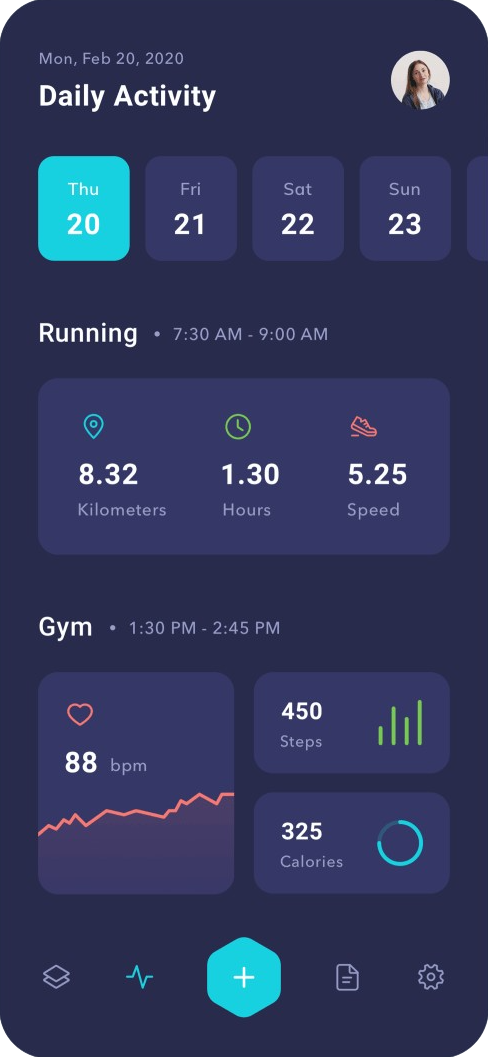 Mon, Feb 20, 2020
Daily Activity
Thu
20
Fri
21
Sat
22
Sun
23
Running • 7:30 AM - 9:00 AM
8.32
Kilometers
1.30
Hours
5.25
Speed
Gym • 1:30 PM - 2:45 PM
88 bpm
450
Steps
325
Calories